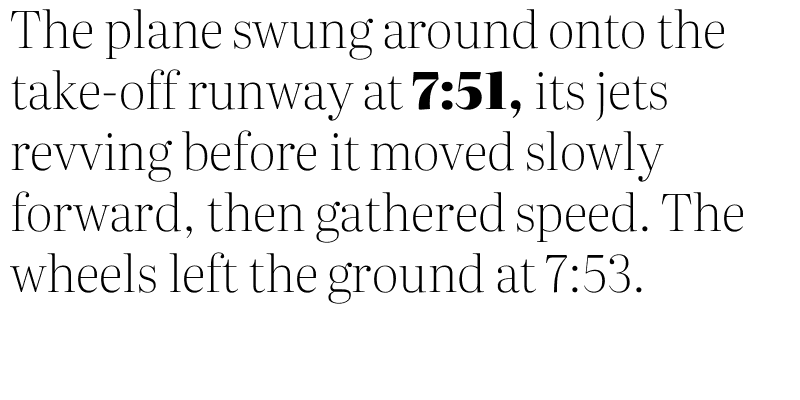 The plane swung around onto the
take-off runway at 7:51, its jets
revving before it moved slowly
forward, then gathered speed. The
wheels left the ground at 7:53.